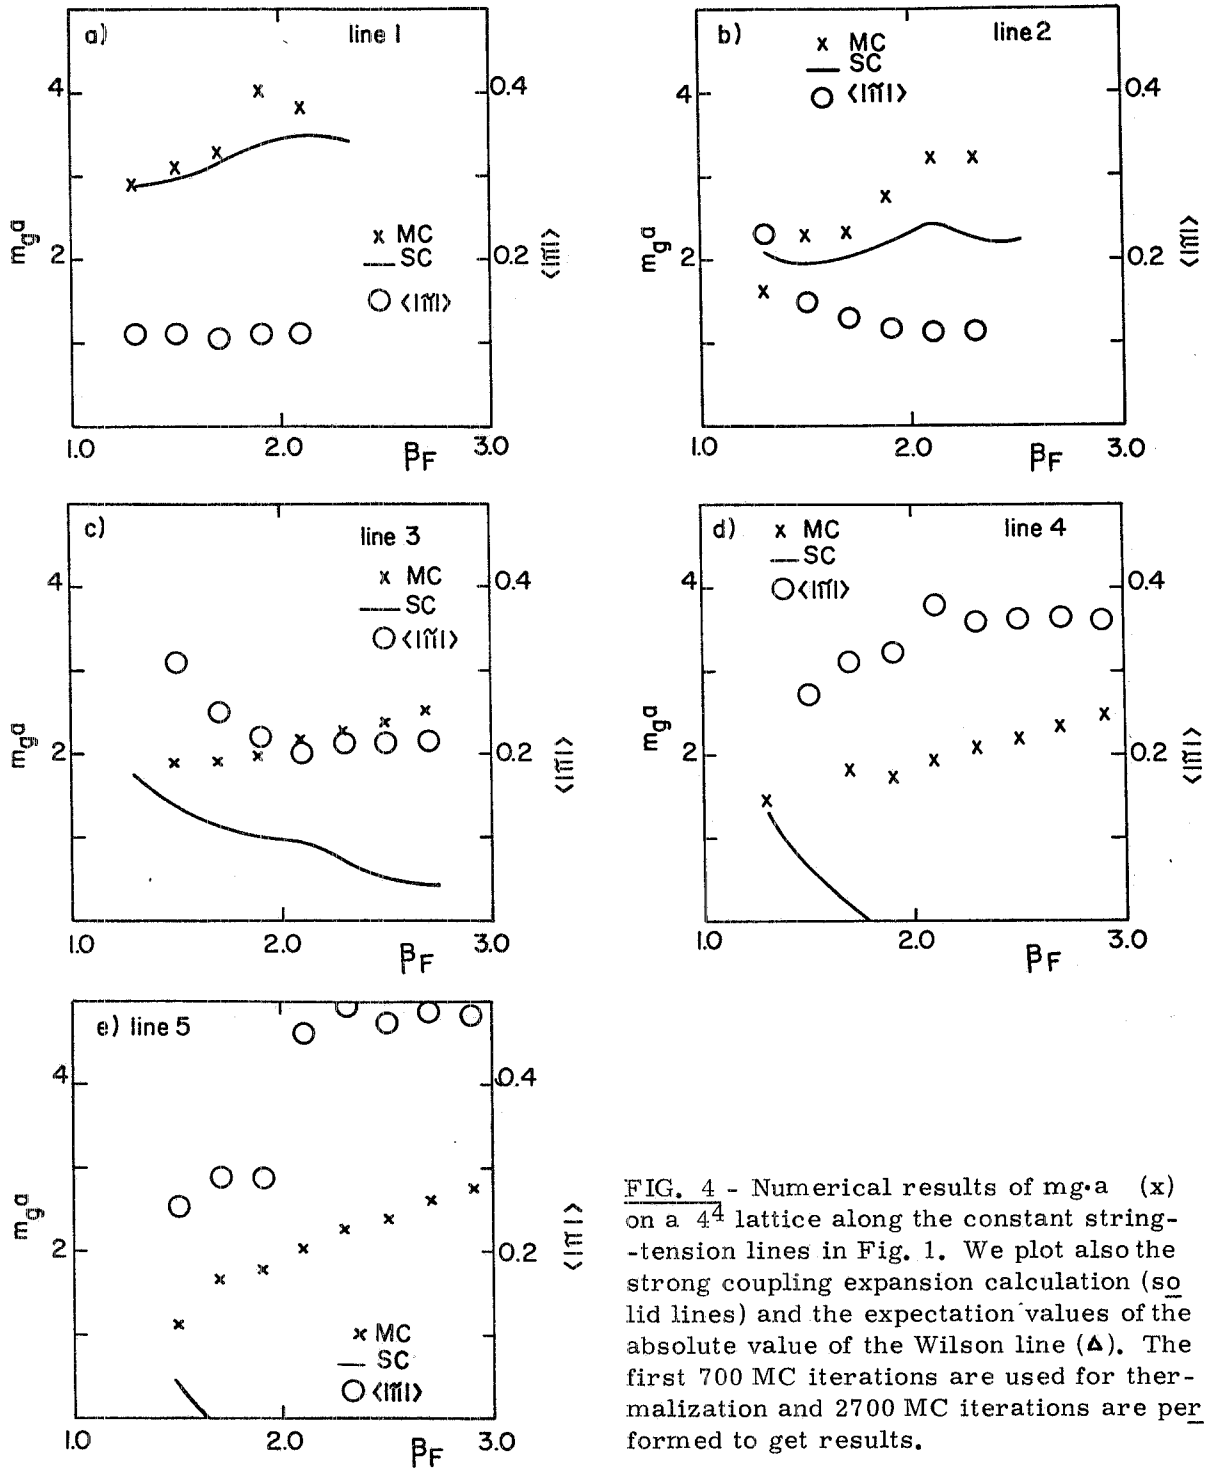 a) line 1
4
0.4
m_g a
× MC
— SC
○ <|m̃|>
2
0.2
<|m̃|>
1.0 2.0 3.0
β_F
b) × MC line 2
— SC
○ <|m̃|>
4
0.4
m_g a
2
0.2
<|m̃|>
1.0 2.0 3.0
β_F
c) line 3
4
0.4
× MC
— SC
○ <|m̃|>
m_g a
2
0.2
<|m̃|>
1.0 2.0 3.0
β_F
d) × MC line 4
— SC
○ <|m̃|>
4
0.4
m_g a
2
0.2
<|m̃|>
1.0 2.0 3.0
β_F
e) line 5
4
0.4
m_g a
2
0.2
<|m̃|>
× MC
— SC
○ <|m̃|>
1.0 2.0 3.0
β_F
FIG. 4 - Numerical results of mg·a (x)
on a 4⁴ lattice along the constant string-
-tension lines in Fig. 1. We plot also the
strong coupling expansion calculation (so
lid lines) and the expectation values of the
absolute value of the Wilson line (Δ). The
first 700 MC iterations are used for ther-
malization and 2700 MC iterations are per
formed to get results.